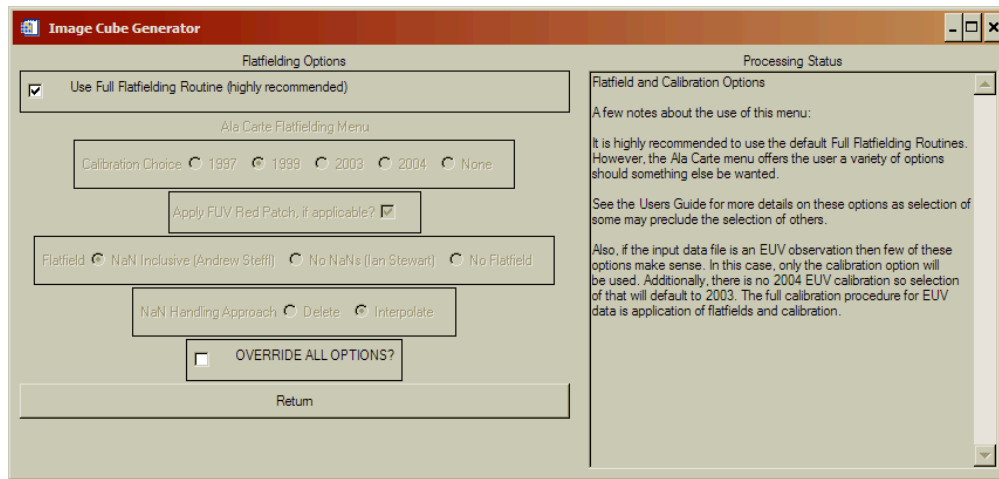 Image Cube Generator
Flatfielding Options
Use Full Flatfielding Routine (highly recommended)
Ala Carte Flatfielding Menu
Calibration Choice 1997 1999 2003 2004 None
Apply FUV Red Patch, if applicable?
Flatfield NaN Inclusive (Andrew Steffl) No NaNs (Ian Stewart) No Flatfield
NaN Handling Approach Delete Interpolate
OVERRIDE ALL OPTIONS?
Return
Processing Status
Flatfield and Calibration Options
A few notes about the use of this menu:
It is highly recommended to use the default Full Flatfielding Routines.
However, the Ala Carte menu offers the user a variety of options
should something else be wanted.
See the Users Guide for more details on these options as selection of
some may preclude the selection of others.
Also, if the input data file is an EUV observation then few of these
options make sense. In this case, only the calibration option will
be used. Additionally, there is no 2004 EUV calibration so selection
of that will default to 2003. The full calibration procedure for EUV
data is application of flatfields and calibration.